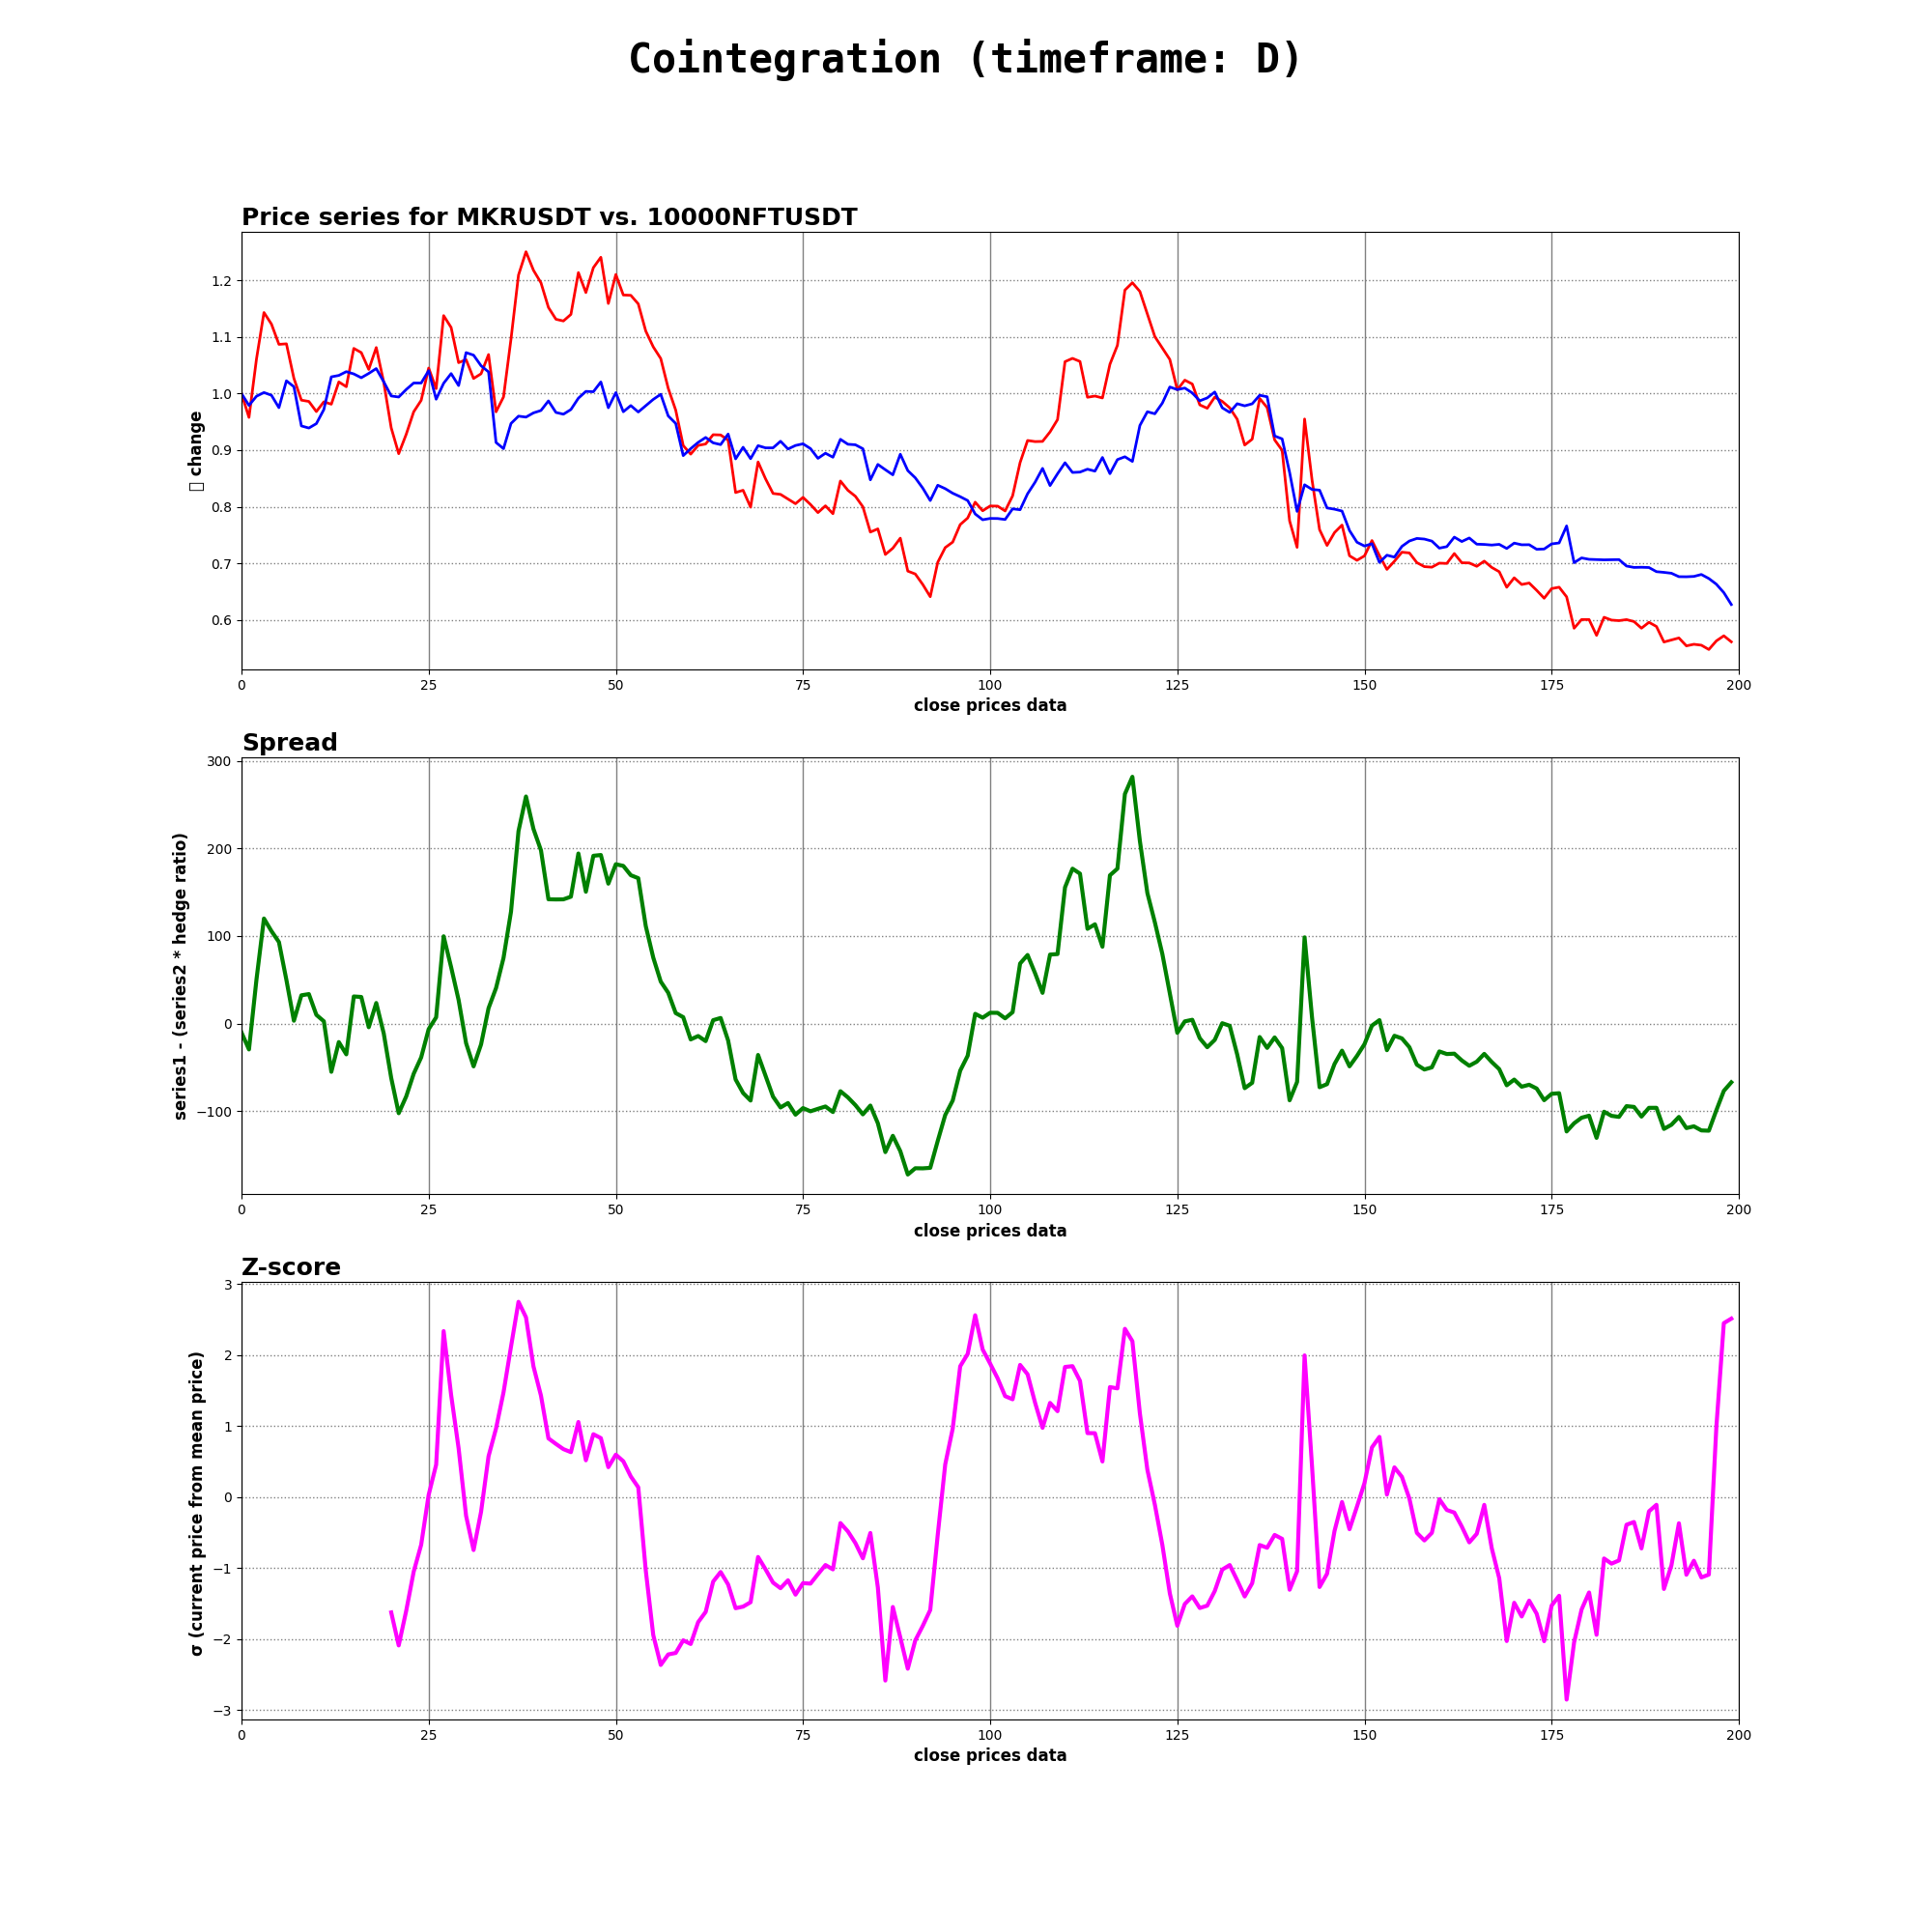 Cointegration (timeframe: D)
Price series for MKRUSDT vs. 10000NFTUSDT
change
1.2
1.1
1.0
0.9
0.8
0.7
0.6
0 25 50 75 100 125 150 175 200
close prices data
Spread
series1 - (series2 * hedge ratio)
300
200
100
0
−100
0 25 50 75 100 125 150 175 200
close prices data
Z-score
σ (current price from mean price)
3
2
1
0
−1
−2
−3
0 25 50 75 100 125 150 175 200
close prices data